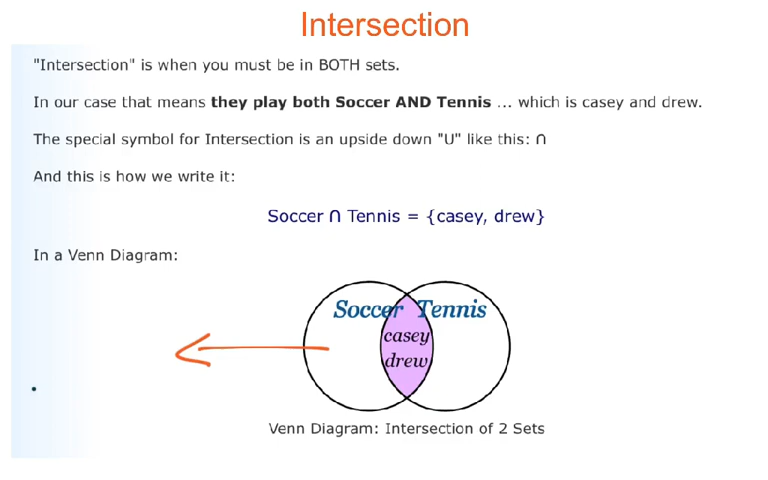 Intersection
"Intersection" is when you must be in BOTH sets.
In our case that means they play both Soccer AND Tennis ... which is casey and drew.
The special symbol for Intersection is an upside down "U" like this: ∩
And this is how we write it:
Soccer ∩ Tennis = {casey, drew}
In a Venn Diagram:
Soccer Tennis
casey
drew
Venn Diagram: Intersection of 2 Sets